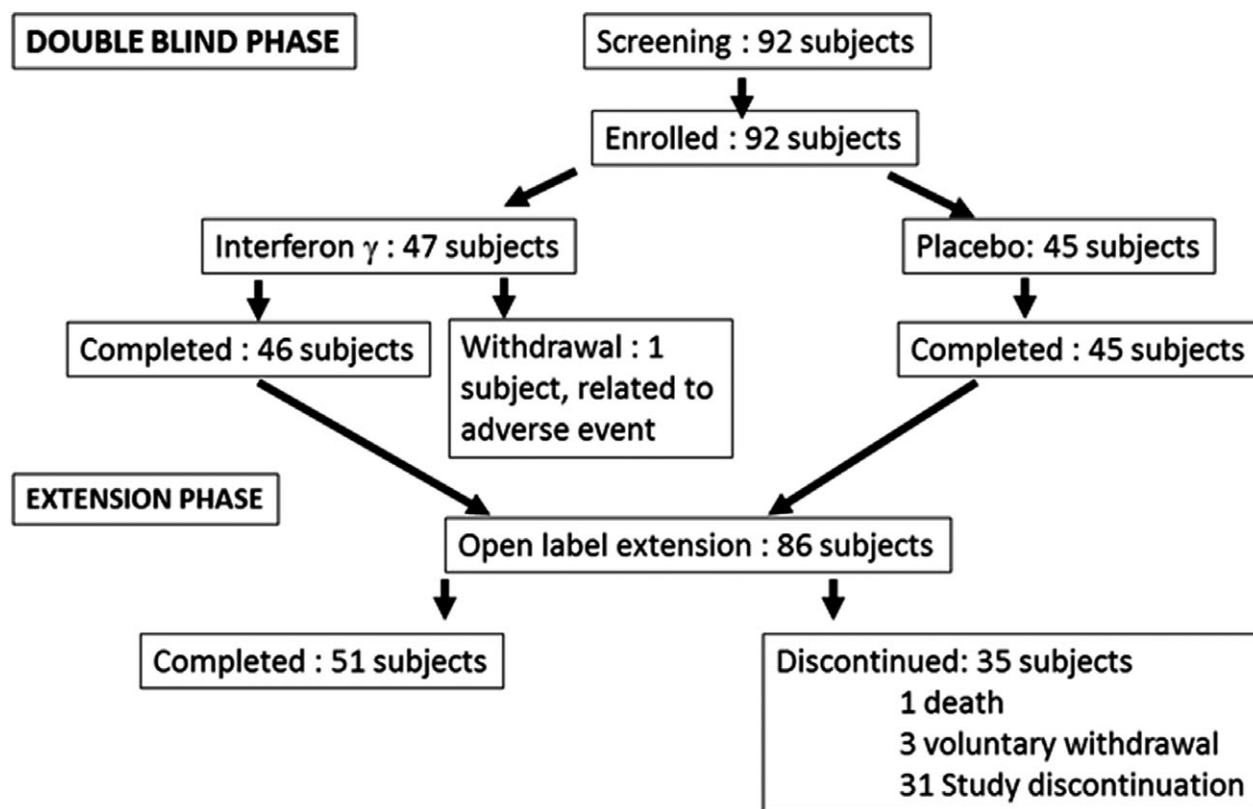 DOUBLE BLIND PHASE
Screening : 92 subjects
Enrolled : 92 subjects
Interferon γ : 47 subjects
Placebo: 45 subjects
Completed : 46 subjects
Withdrawal : 1
subject, related to
adverse event
Completed : 45 subjects
EXTENSION PHASE
Open label extension : 86 subjects
Completed : 51 subjects
Discontinued: 35 subjects
1 death
3 voluntary withdrawal
31 Study discontinuation